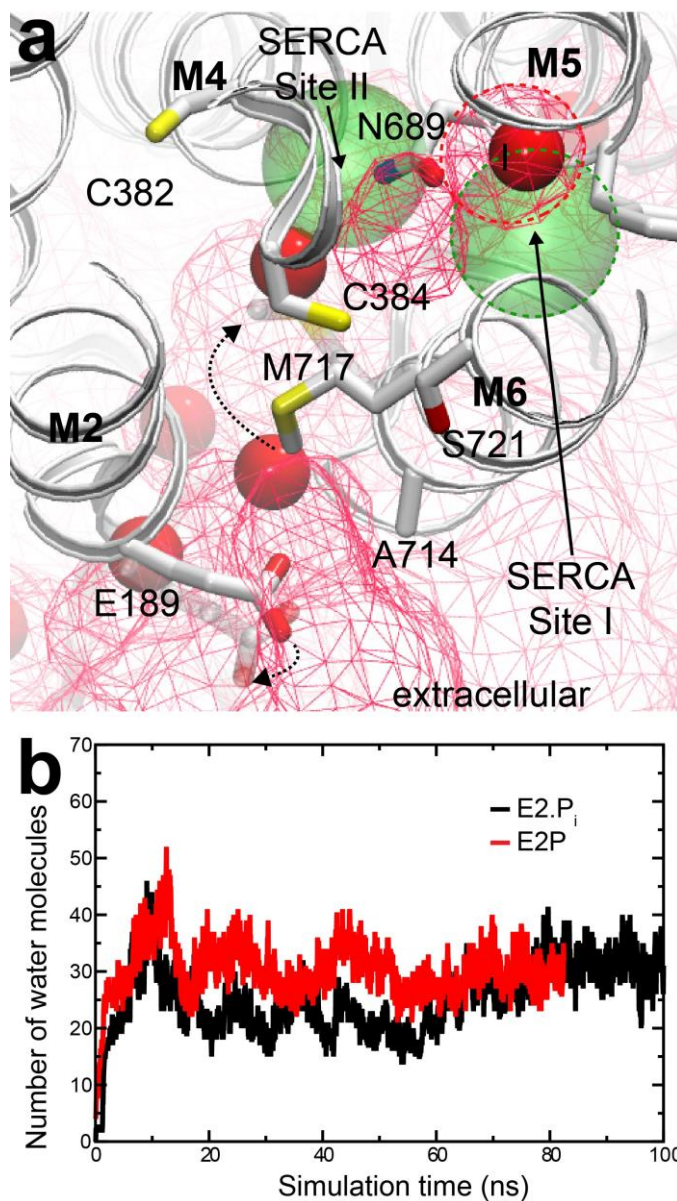 a
SERCA
Site II
M4
M5
N689
I
C382
C384
M717
M2
M6
S721
A714
E189
SERCA
Site I
extracellular
b
70
60
50
40
30
20
10
0
Number of water molecules
E2.Pi
E2P
0 20 40 60 80 100
Simulation time (ns)